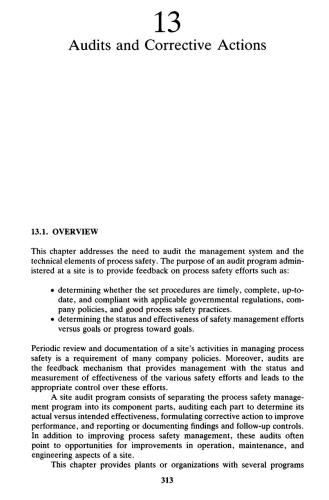 13
Audits and Corrective Actions
13.1. OVERVIEW
This chapter addresses the need to audit the management system and the
technical elements of process safety. The purpose of an audit program admin-
istered at a site is to provide feedback on process safety efforts such as:
• determining whether the set procedures are timely, complete, up-to-
date, and compliant with applicable governmental regulations, com-
pany policies, and good process safety practices.
• determining the status and effectiveness of safety management efforts
versus goals or progress toward goals.
Periodic review and documentation of a site's activities in managing process
safety is a requirement of many company policies. Moreover, audits are
the feedback mechanism that provides management with the status and
measurement of effectiveness of the various safety efforts and leads to the
appropriate control over these efforts.
A site audit program consists of separating the process safety manage-
ment program into its component parts, auditing each part to determine its
actual versus intended effectiveness, formulating corrective action to improve
performance, and reporting or documenting findings and follow-up controls.
In addition to improving process safety management, these audits often
point to opportunities for improvements in operation, maintenance, and
engineering aspects of a site.
This chapter provides plants or organizations with several programs
313